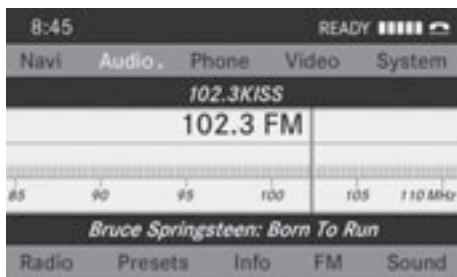 8:45 READY
Navi Audio. Phone Video System
102.3KISS
102.3 FM
85 90 95 100 105 110 MHz
Bruce Springsteen: Born To Run
Radio Presets Info FM Sound